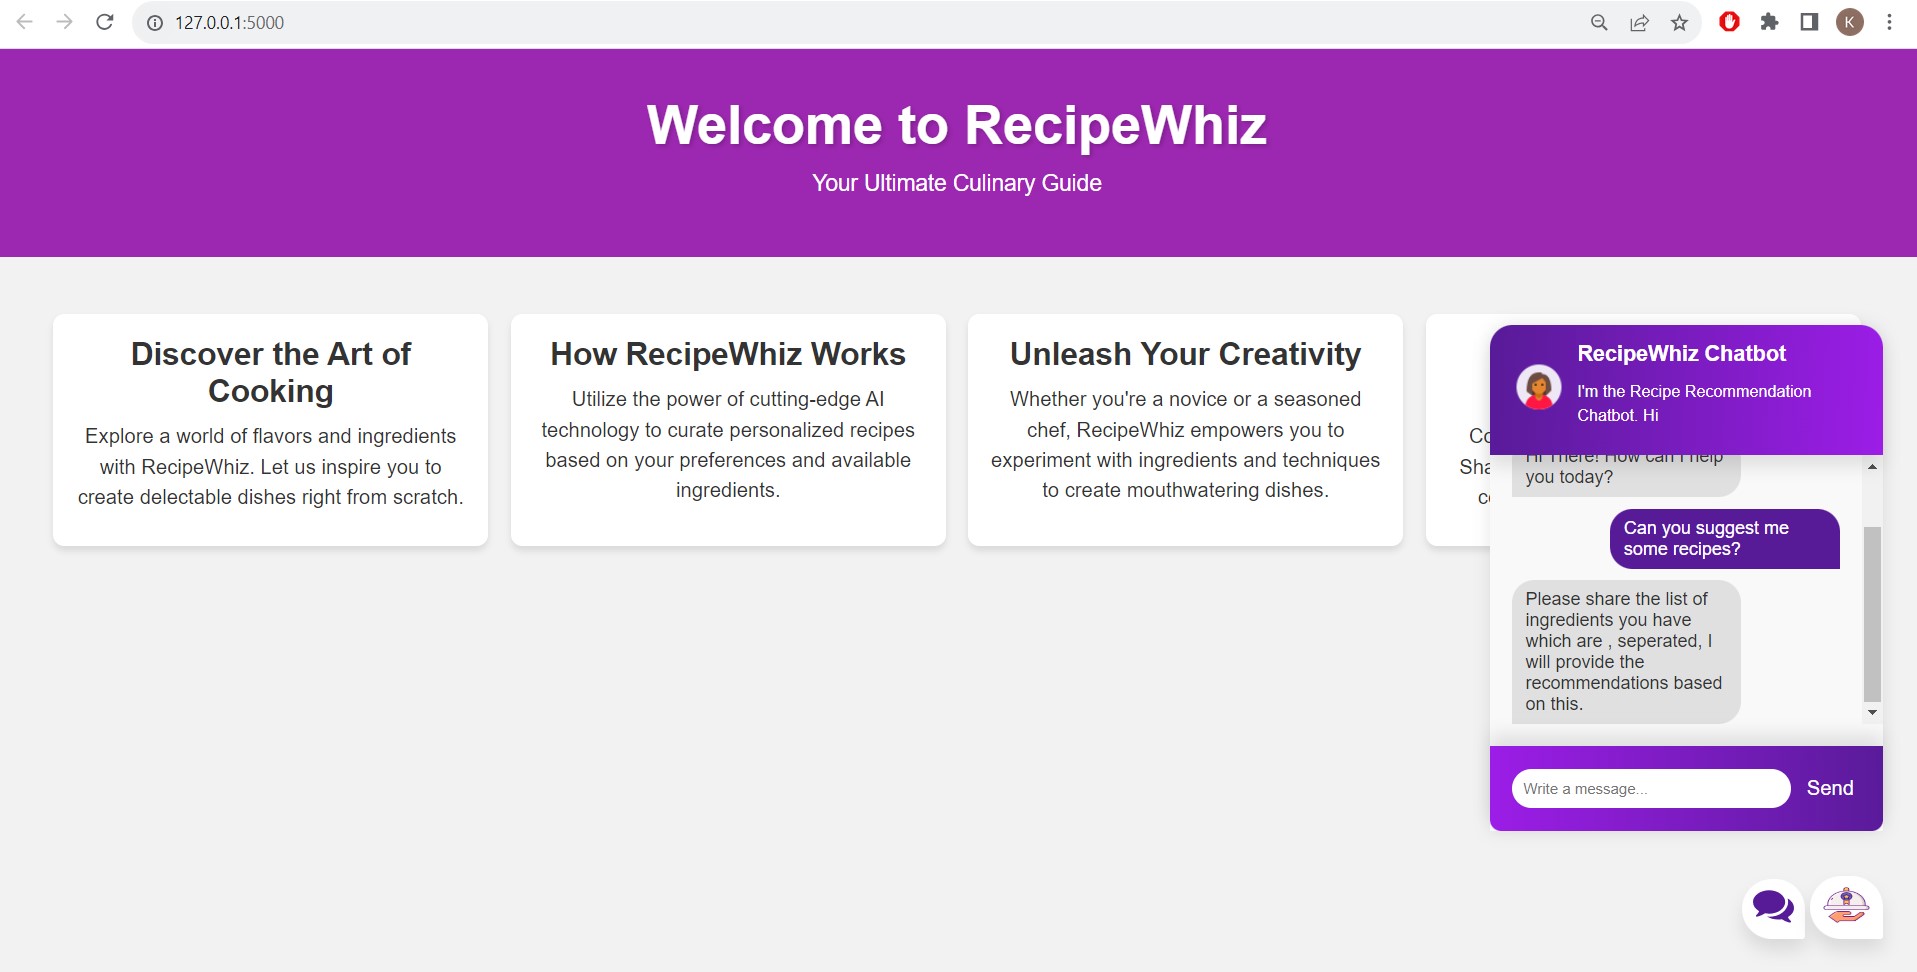 127.0.0.1:5000
K
Welcome to RecipeWhiz
Your Ultimate Culinary Guide
Discover the Art of
Cooking
Explore a world of flavors and ingredients
with RecipeWhiz. Let us inspire you to
create delectable dishes right from scratch.
How RecipeWhiz Works
Utilize the power of cutting-edge AI
technology to curate personalized recipes
based on your preferences and available
ingredients.
Unleash Your Creativity
Whether you're a novice or a seasoned
chef, RecipeWhiz empowers you to
experiment with ingredients and techniques
to create mouthwatering dishes.
RecipeWhiz Chatbot
I'm the Recipe Recommendation
Chatbot. Hi
Hi There! How can I help
you today?
Can you suggest me
some recipes?
Please share the list of
ingredients you have
which are , seperated, I
will provide the
recommendations based
on this.
Write a message...
Send